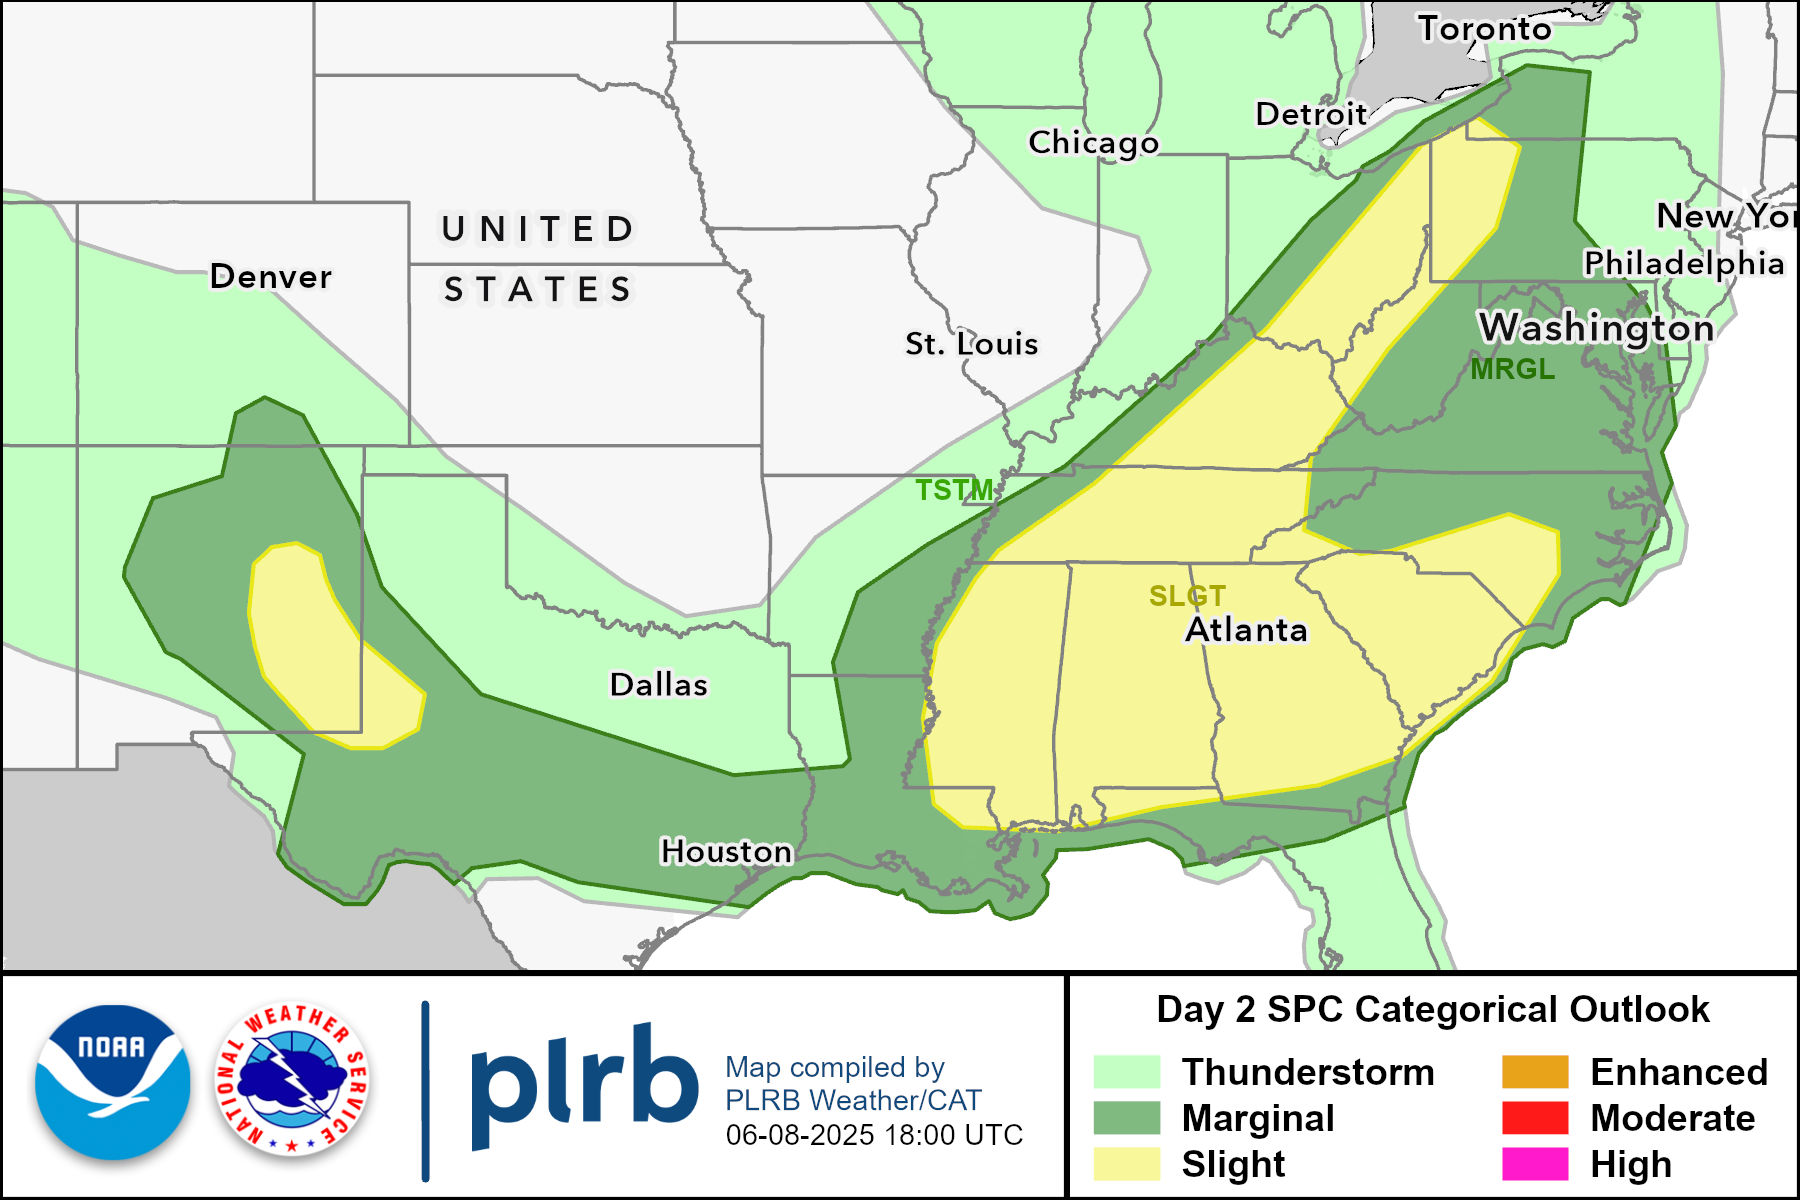 Toronto
Detroit
Chicago
New Yor
UNITED
Philadelphia
Denver
STATES
Washington
St. Louis
MRGL
TSTM
SLGT
Atlanta
Dallas
Houston
NOAA
NATIONAL WEATHER SERVICE
plrb
Map compiled by
PLRB Weather/CAT
06-08-2025 18:00 UTC
Day 2 SPC Categorical Outlook
Thunderstorm
Enhanced
Marginal
Moderate
Slight
High